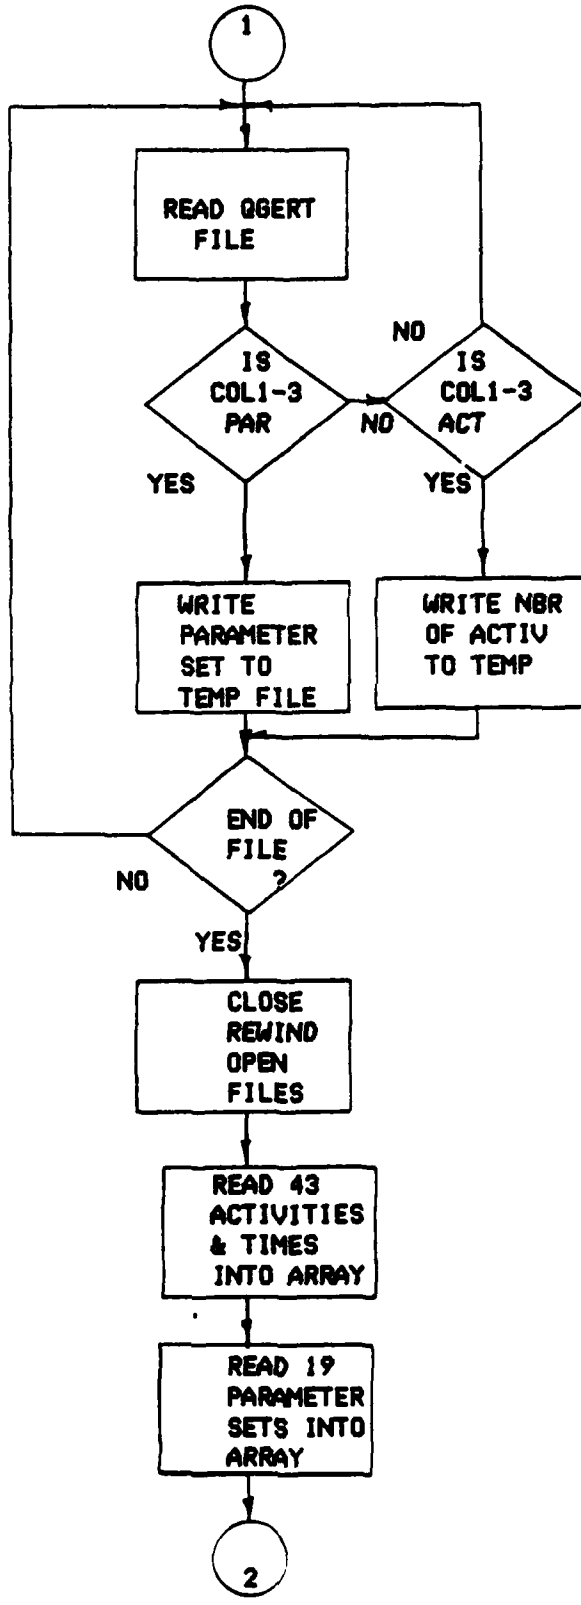 1
READ QGERT
FILE
NO
IS
COL1-3
PAR
IS
COL1-3
ACT
NO
YES
YES
WRITE
PARAMETER
SET TO
TEMP FILE
WRITE NBR
OF ACTIV
TO TEMP
END OF
FILE
?
NO
YES
CLOSE
REWIND
OPEN
FILES
READ 43
ACTIVITIES
& TIMES
INTO ARRAY
READ 19
PARAMETER
SETS INTO
ARRAY
2